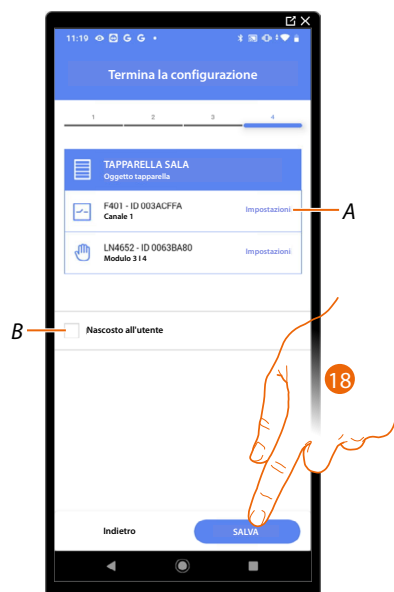 11:19 G G
Termina la configurazione
1 2 3 4
TAPPARELLA SALA
Oggetto tapparella
F401 - ID 003ACFFA
Canale 1
Impostazioni
A
LN4652 - ID 0063BA80
Modulo 3 I 4
Impostazioni
B
Nascosto all'utente
18
Indietro
SALVA